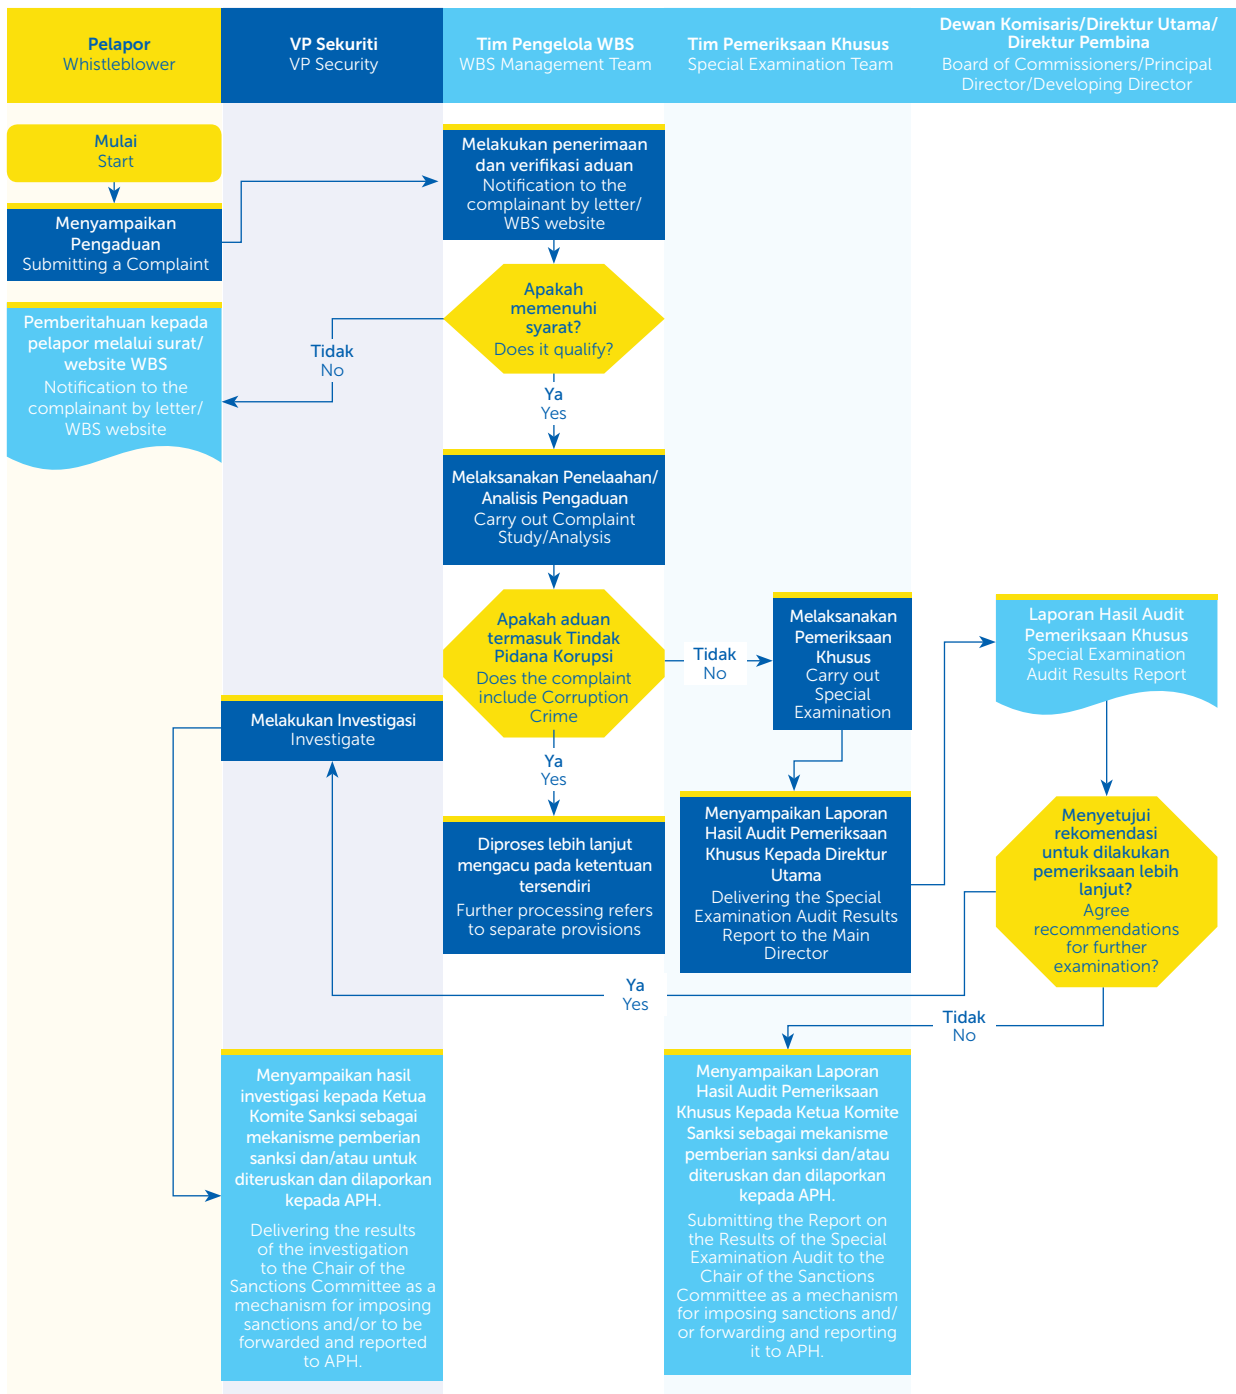 Pelapor
Whistleblower
VP Sekuriti
VP Security
Tim Pengelola WBS
WBS Management Team
Tim Pemeriksaan Khusus
Special Examination Team
Dewan Komisaris/Direktur Utama/
Direktur Pembina
Board of Commissioners/Principal
Director/Developing Director
Mulai
Start
Menyampaikan
Pengaduan
Submitting a Complaint
Melakukan penerimaan
dan verifikasi aduan
Notification to the
complainant by letter/
WBS website
Apakah
memenuhi
syarat?
Does it qualify?
Tidak
No
Pemberitahuan kepada
pelapor melalui surat/
website WBS
Notification to the
complainant by letter/
WBS website
Ya
Yes
Melaksanakan Penelaahan/
Analisis Pengaduan
Carry out Complaint
Study/Analysis
Apakah aduan
termasuk Tindak
Pidana Korupsi
Does the complaint
include Corruption
Crime
Tidak
No
Melaksanakan
Pemeriksaan
Khusus
Carry out
Special
Examination
Laporan Hasil Audit
Pemeriksaan Khusus
Special Examination
Audit Results Report
Melakukan Investigasi
Investigate
Ya
Yes
Diproses lebih lanjut
mengacu pada ketentuan
tersendiri
Further processing refers
to separate provisions
Menyampaikan Laporan
Hasil Audit Pemeriksaan
Khusus Kepada Direktur
Utama
Delivering the Special
Examination Audit Results
Report to the Main
Director
Menyetujui
rekomendasi
untuk dilakukan
pemeriksaan lebih
lanjut?
Agree
recommendations
for further
examination?
Ya
Yes
Tidak
No
Menyampaikan hasil
investigasi kepada Ketua
Komite Sanksi sebagai
mekanisme pemberian
sanksi dan/atau untuk
diteruskan dan dilaporkan
kepada APH.
Delivering the results
of the investigation
to the Chair of the
Sanctions Committee as a
mechanism for imposing
sanctions and/or to be
forwarded and reported
to APH.
Menyampaikan Laporan
Hasil Audit Pemeriksaan
Khusus Kepada Ketua Komite
Sanksi sebagai mekanisme
pemberian sanksi dan/atau
diteruskan dan dilaporkan
kepada APH.
Submitting the Report on
the Results of the Special
Examination Audit to the
Chair of the Sanctions
Committee as a mechanism
for imposing sanctions and/
or forwarding and reporting
it to APH.